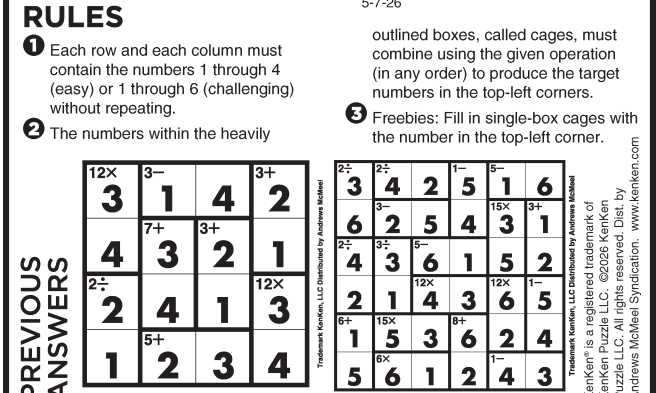 5-7-26
RULES
1 Each row and each column must
contain the numbers 1 through 4
(easy) or 1 through 6 (challenging)
without repeating.
2 The numbers within the heavily
outlined boxes, called cages, must
combine using the given operation
(in any order) to produce the target
numbers in the top-left corners.
3 Freebies: Fill in single-box cages with
the number in the top-left corner.
PREVIOUS
ANSWERS
12× 3− 3+
3 1 4 2
7+ 3+
4 3 2 1
2÷ 12×
2 4 1 3
5+
1 2 3 4
Trademark KenKen, LLC Distributed by Andrews McMeel
2÷ 2÷ 1− 5−
3 4 2 5 1 6
3− 15× 3+
6 2 5 4 3 1
2÷ 3÷ 5−
4 3 6 1 5 2
12× 12× 1−
2 1 4 3 6 5
6+ 15× 8+
1 5 3 6 2 4
6× 1−
5 6 1 2 4 3
Trademark KenKen, LLC Distributed by Andrews McMeel
KenKen® is a registered trademark of
KenKen Puzzle LLC. ©2026 KenKen
Puzzle LLC. All rights reserved. Dist. by
Andrews McMeel Syndication. www.kenken.com